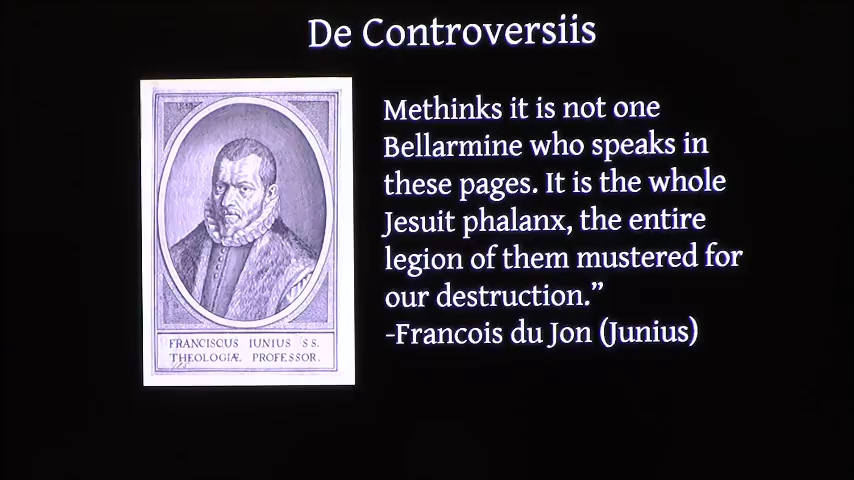 De Controversiis
Methinks it is not one
Bellarmine who speaks in
these pages. It is the whole
Jesuit phalanx, the entire
legion of them mustered for
our destruction.”
-Francois du Jon (Junius)
FRANCISCUS IUNIUS SS.
THEOLOGIÆ PROFESSOR.